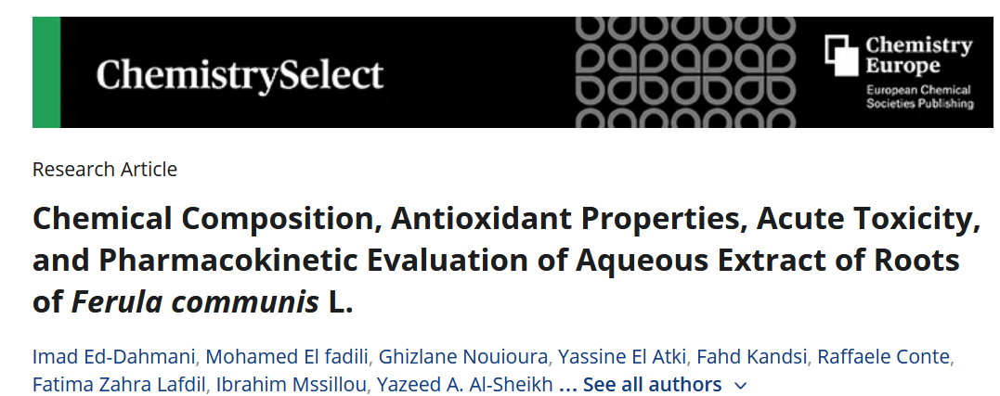 ChemistrySelect
Chemistry
Europe
European Chemical
Societies Publishing
Research Article
Chemical Composition, Antioxidant Properties, Acute Toxicity,
and Pharmacokinetic Evaluation of Aqueous Extract of Roots
of Ferula communis L.
Imad Ed-Dahmani, Mohamed El fadili, Ghizlane Nouioura, Yassine El Atki, Fahd Kandsi, Raffaele Conte,
Fatima Zahra Lafdil, Ibrahim Mssillou, Yazeed A. Al-Sheikh ... See all authors